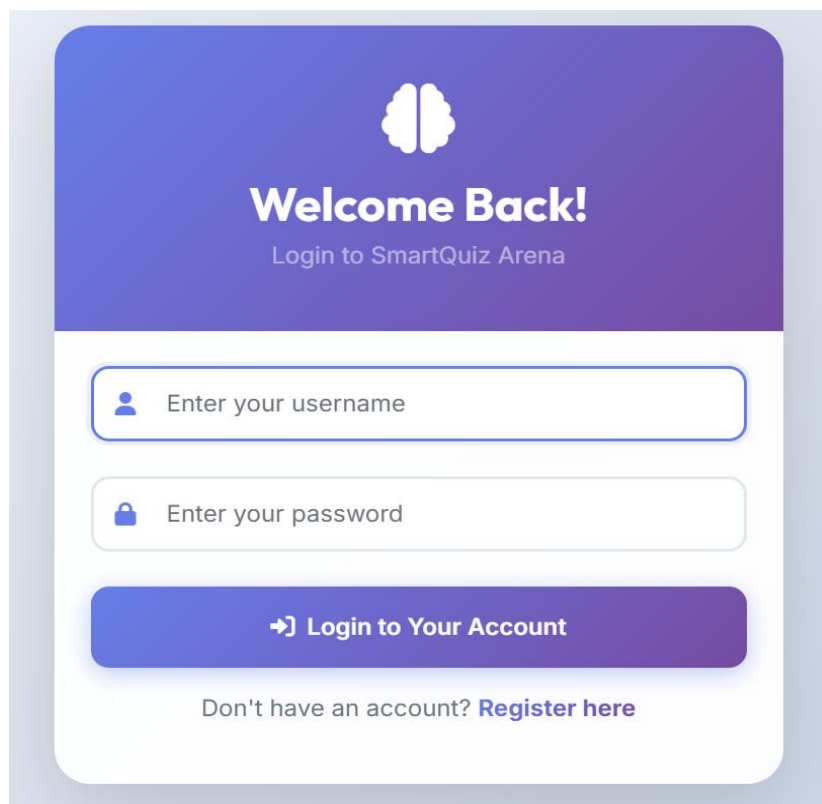 Welcome Back!
Login to SmartQuiz Arena
Enter your username
Enter your password
Login to Your Account
Don't have an account? Register here